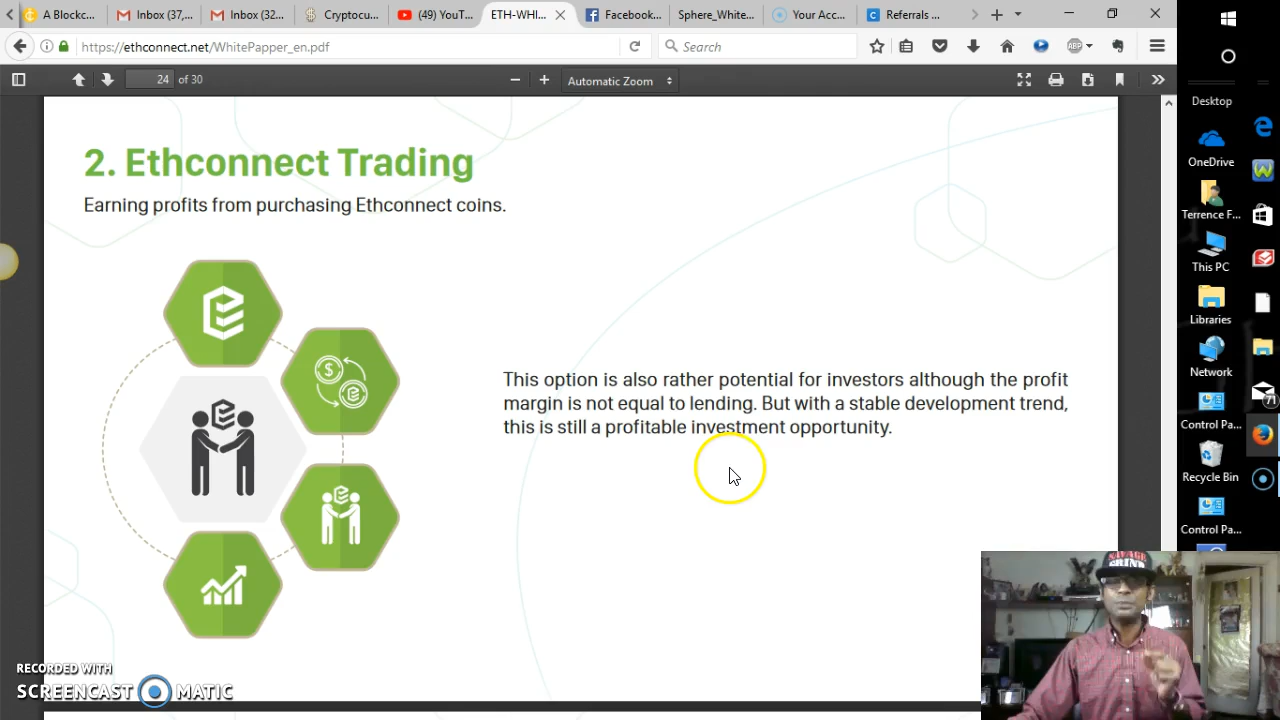 A Blockc...
Inbox (37,...
Inbox (32...
Cryptocu...
(49) YouT...
ETH-WHI...
Facebook...
Sphere_White...
Your Acc...
Referrals ...
https://ethconnect.net/WhitePapper_en.pdf
Search
ABP
24 of 30
Automatic Zoom
2. Ethconnect Trading
Earning profits from purchasing Ethconnect coins.
This option is also rather potential for investors although the profit
margin is not equal to lending. But with a stable development trend,
this is still a profitable investment opportunity.
Desktop
OneDrive
Terrence F...
This PC
Libraries
Network
Control Pa...
Recycle Bin
Control Pa...
71
SAVAGE
GRIND
RECORDED WITH
SCREENCAST MATIC